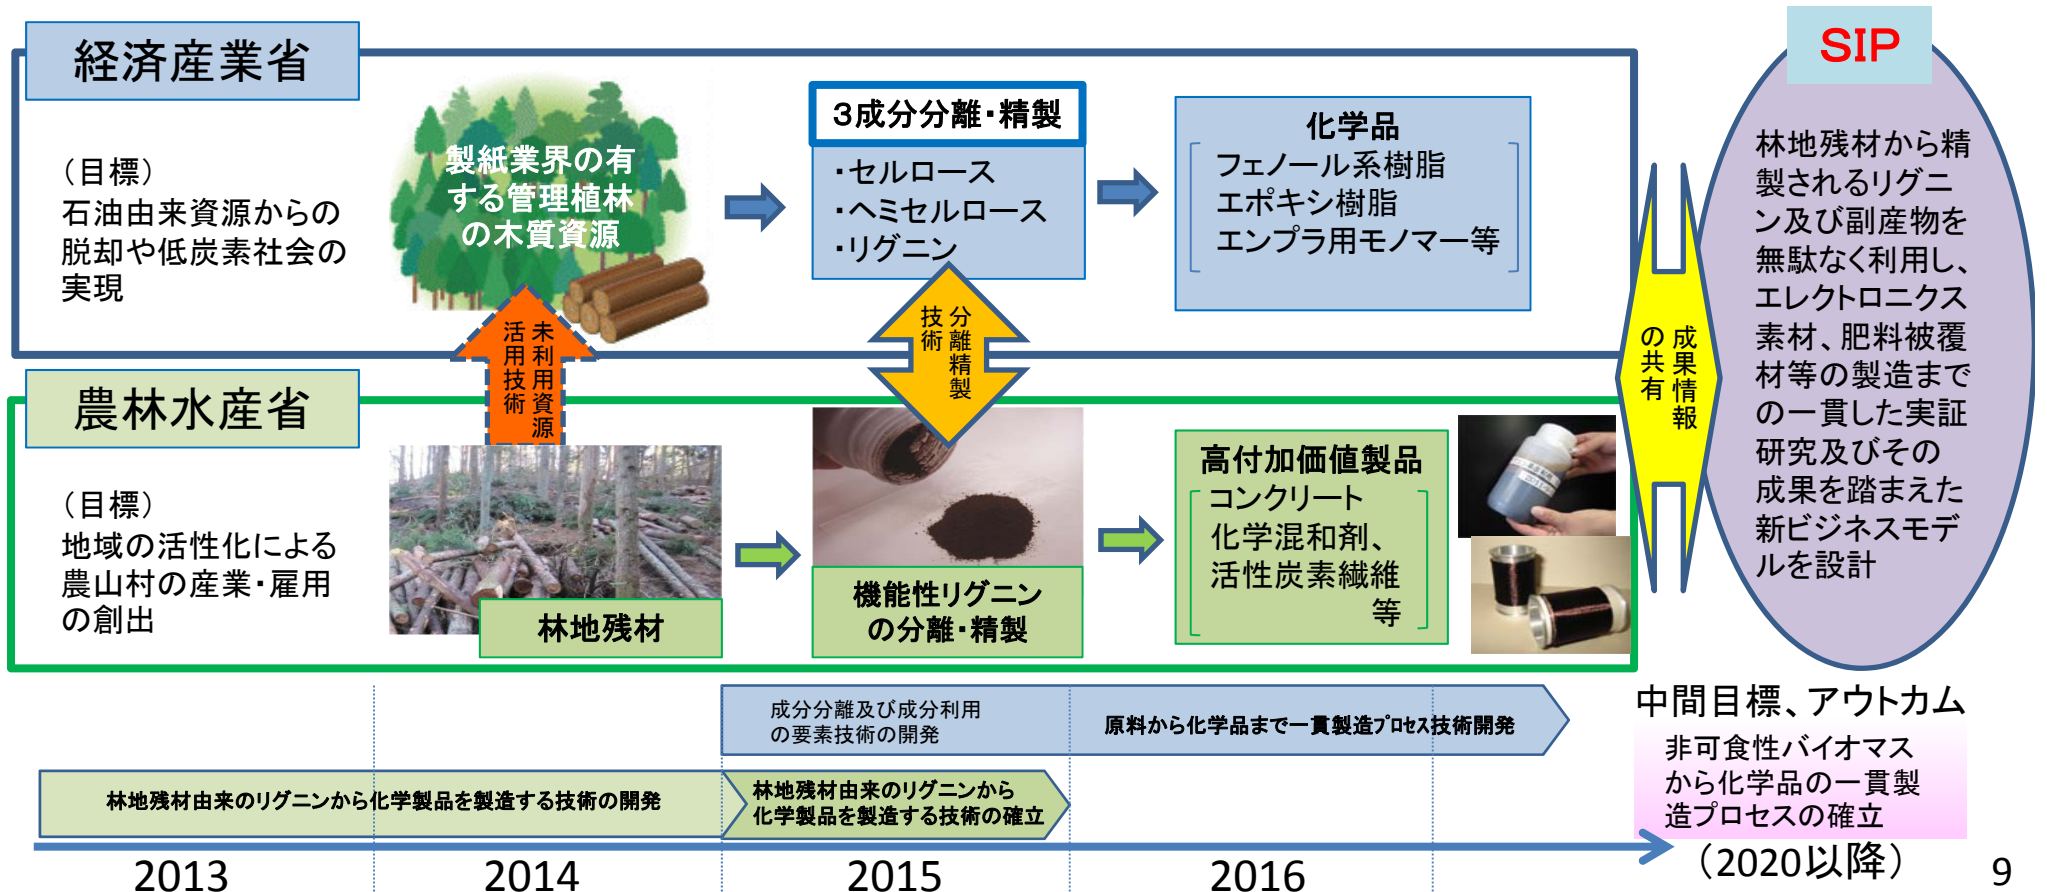 経済産業省
（目標）
石油由来資源からの
脱却や低炭素社会の
実現
製紙業界の有
する管理植林
の木質資源
３成分分離・精製
・セルロース
・ヘミセルロース
・リグニン
化学品
フェノール系樹脂
エポキシ樹脂
エンプラ用モノマー等
未利用資源
活用技術
分離精製
技術
農林水産省
（目標）
地域の活性化による
農山村の産業・雇用
の創出
林地残材
機能性リグニン
の分離・精製
高付加価値製品
コンクリート
化学混和剤、
活性炭素繊維
等
成果情報
の共有
SIP
林地残材から精
製されるリグニ
ン及び副産物を
無駄なく利用し、
エレクトロニクス
素材、肥料被覆
材等の製造まで
の一貫した実証
研究及びその
成果を踏まえた
新ビジネスモデ
ルを設計
成分分離及び成分利用
の要素技術の開発
原料から化学品まで一貫製造プロセス技術開発
林地残材由来のリグニンから化学製品を製造する技術の開発
林地残材由来のリグニンから
化学製品を製造する技術の確立
中間目標、アウトカム
非可食性バイオマス
から化学品の一貫製
造プロセスの確立
（2020以降）
2013
2014
2015
2016
9